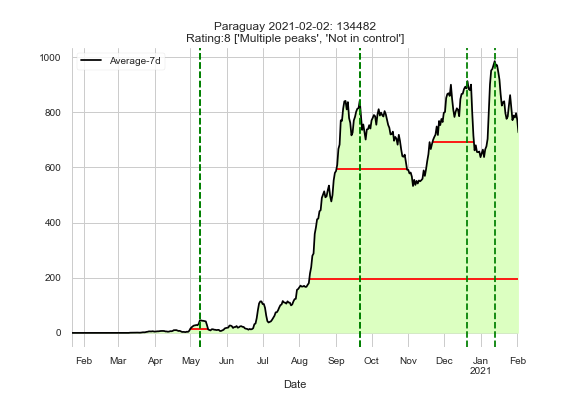 Paraguay 2021-02-02: 134482
Rating:8 ['Multiple peaks', 'Not in control']
Average-7d
1000
800
600
400
200
0
Feb Mar Apr May Jun Jul Aug Sep Oct Nov Dec Jan Feb
2021
Date